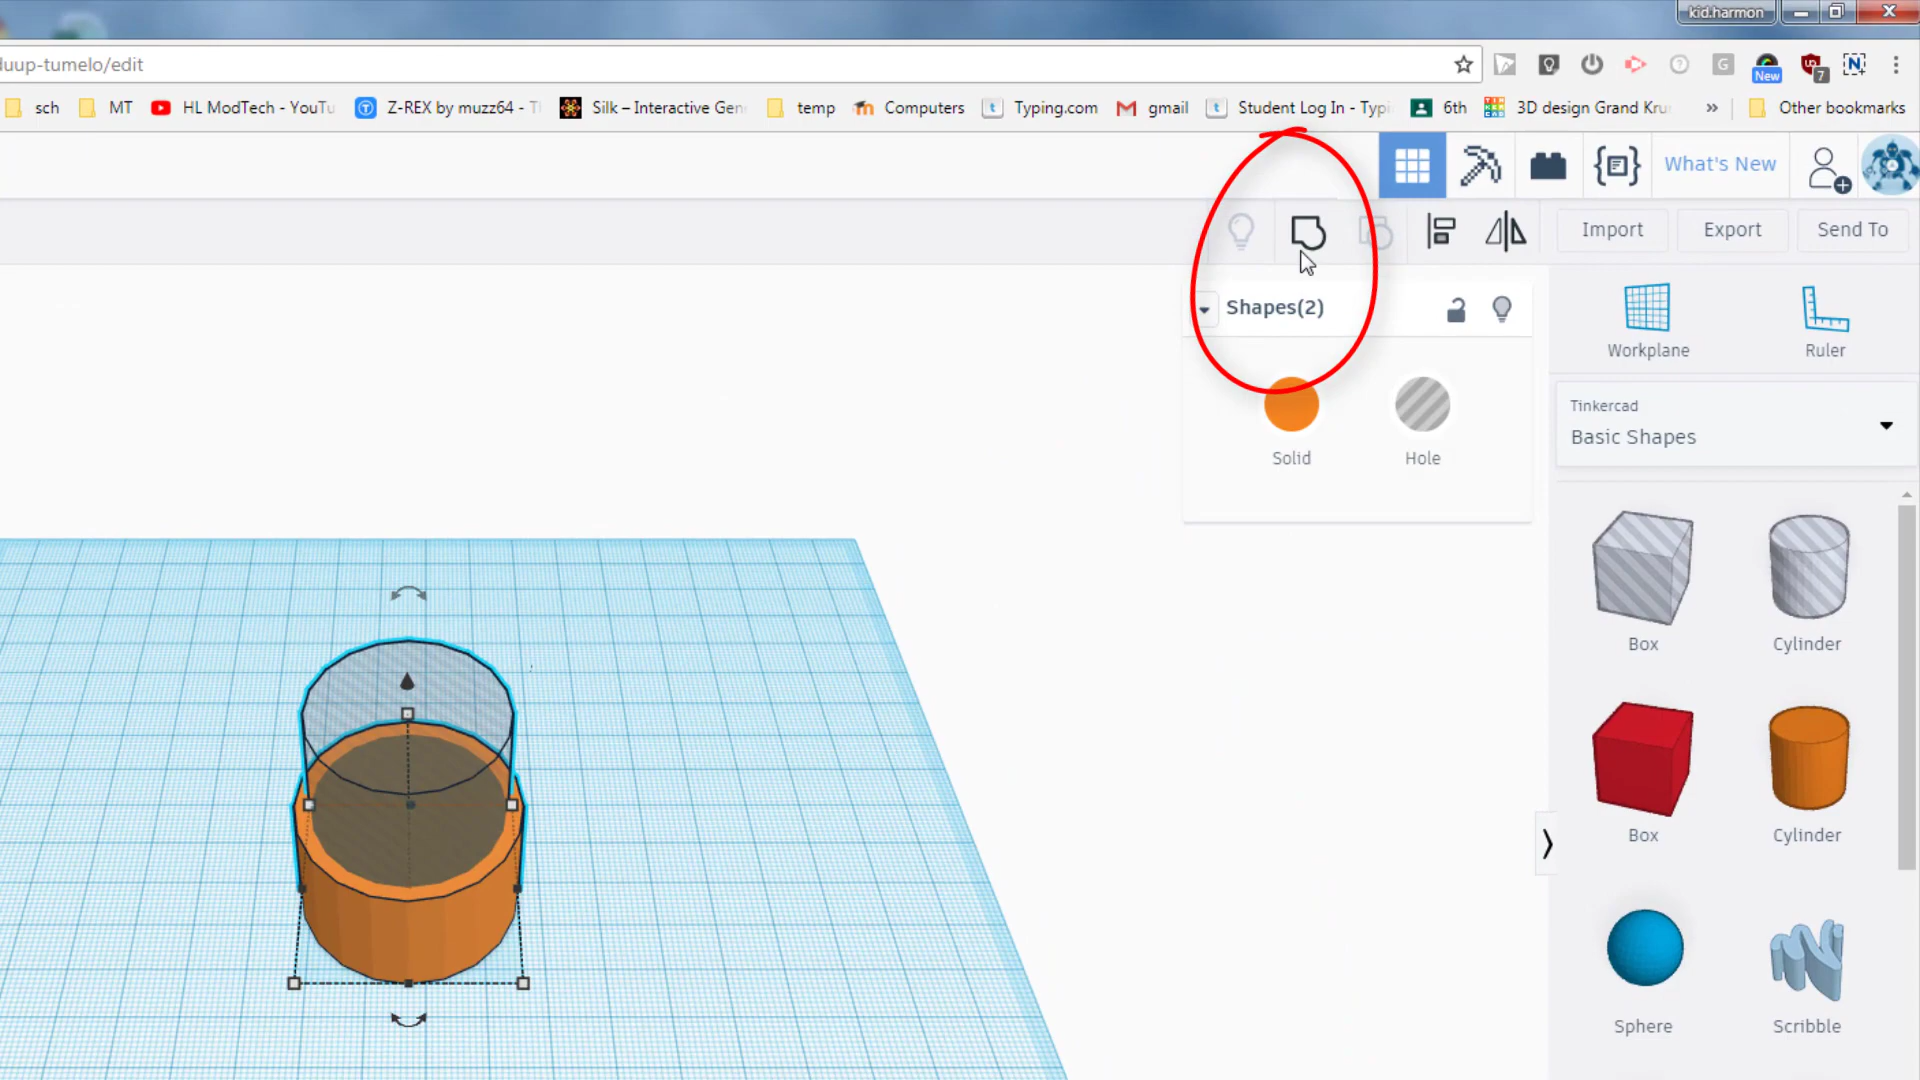 kid.harmon
duup-tumelo/edit
New
7
sch
MT
HL ModTech - YouTu
Z-REX by muzz64 - T
Silk – Interactive Gen
temp
Computers
Typing.com
gmail
Student Log In - Typi
6th
3D design Grand Kru
»
Other bookmarks
What's New
Import
Export
Send To
Shapes(2)
Solid
Hole
Workplane
Ruler
Tinkercad
Basic Shapes
Box
Cylinder
Box
Cylinder
Sphere
Scribble